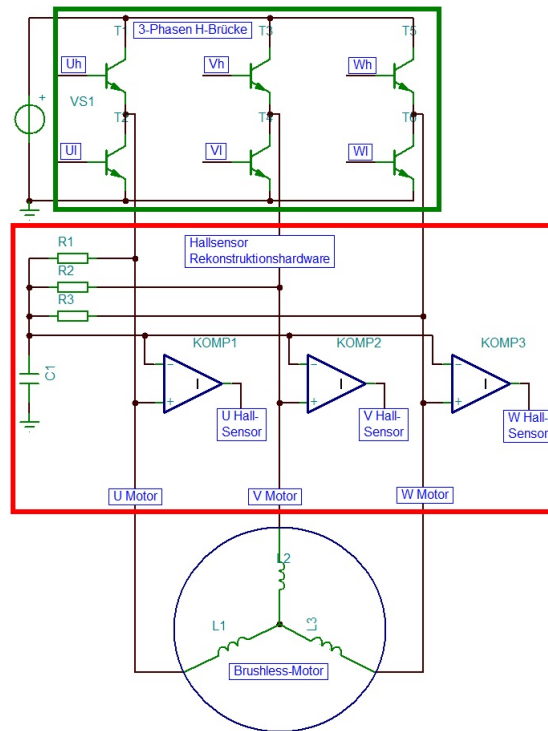 T1
3-Phasen H-Brücke
T3
T5
Uh
Vh
Wh
+
VS1
T2
T4
T6
Ul
Vl
Wl
Hallsensor
Rekonstruktionshardware
R1
R2
R3
C1
KOMP1
KOMP2
KOMP3
U Hall-
Sensor
V Hall-
Sensor
W Hall-
Sensor
U Motor
V Motor
W Motor
L2
L1
L3
Brushless-Motor